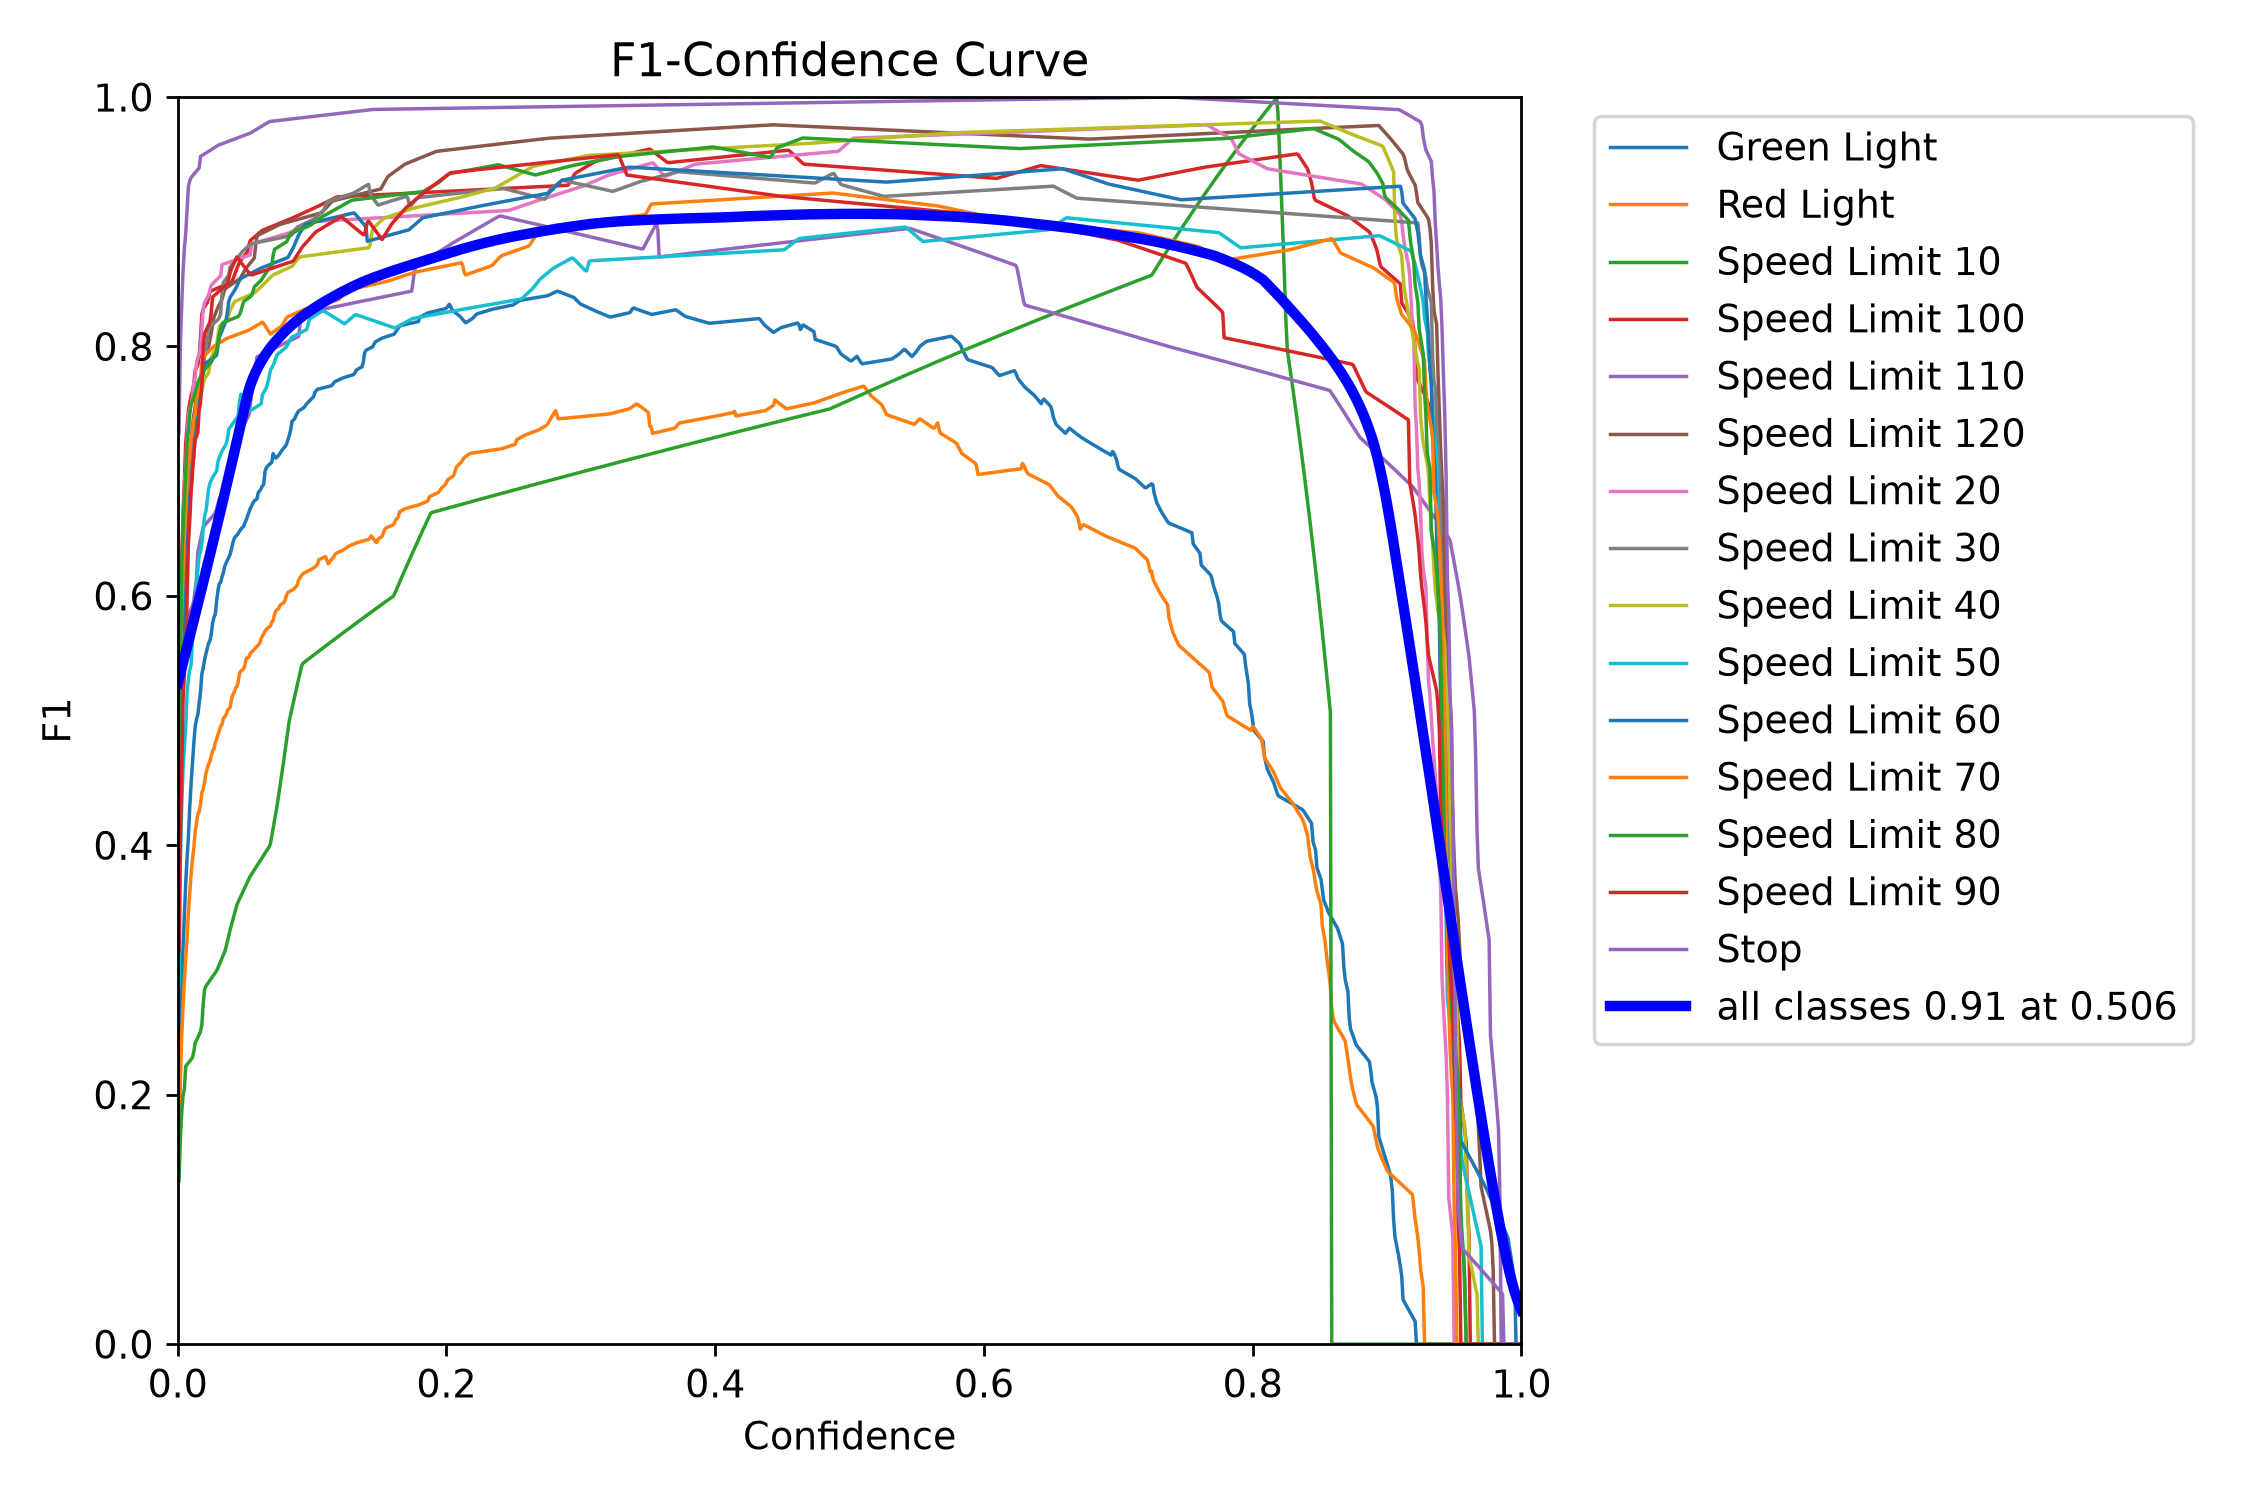 F1-Confidence Curve
1.0
0.8
0.6
0.4
0.2
0.0
F1
0.0 0.2 0.4 0.6 0.8 1.0
Confidence
Green Light
Red Light
Speed Limit 10
Speed Limit 100
Speed Limit 110
Speed Limit 120
Speed Limit 20
Speed Limit 30
Speed Limit 40
Speed Limit 50
Speed Limit 60
Speed Limit 70
Speed Limit 80
Speed Limit 90
Stop
all classes 0.91 at 0.506